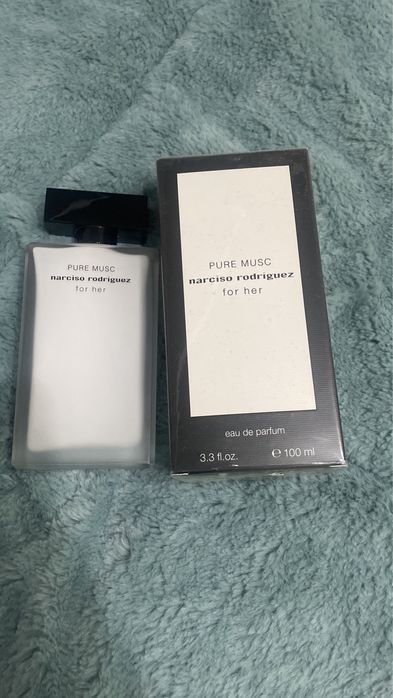 PURE MUSC
narciso rodriguez
for her
PURE MUSC
narciso rodriguez
for her
eau de parfum
3.3 fl.oz. ℮ 100 ml